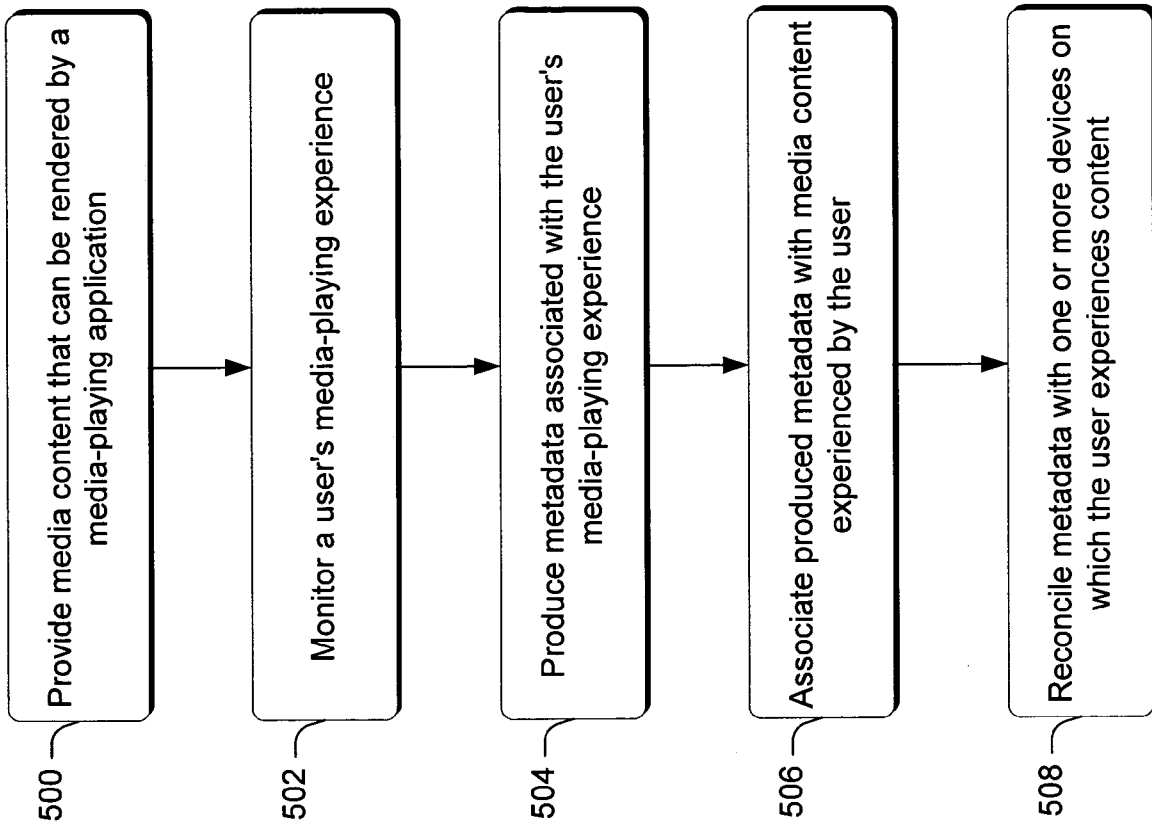 500
Provide media content that can be rendered by a
media-playing application
502
Monitor a user's media-playing experience
504
Produce metadata associated with the user's
media-playing experience
506
Associate produced metadata with media content
experienced by the user
508
Reconcile metadata with one or more devices on
which the user experiences content